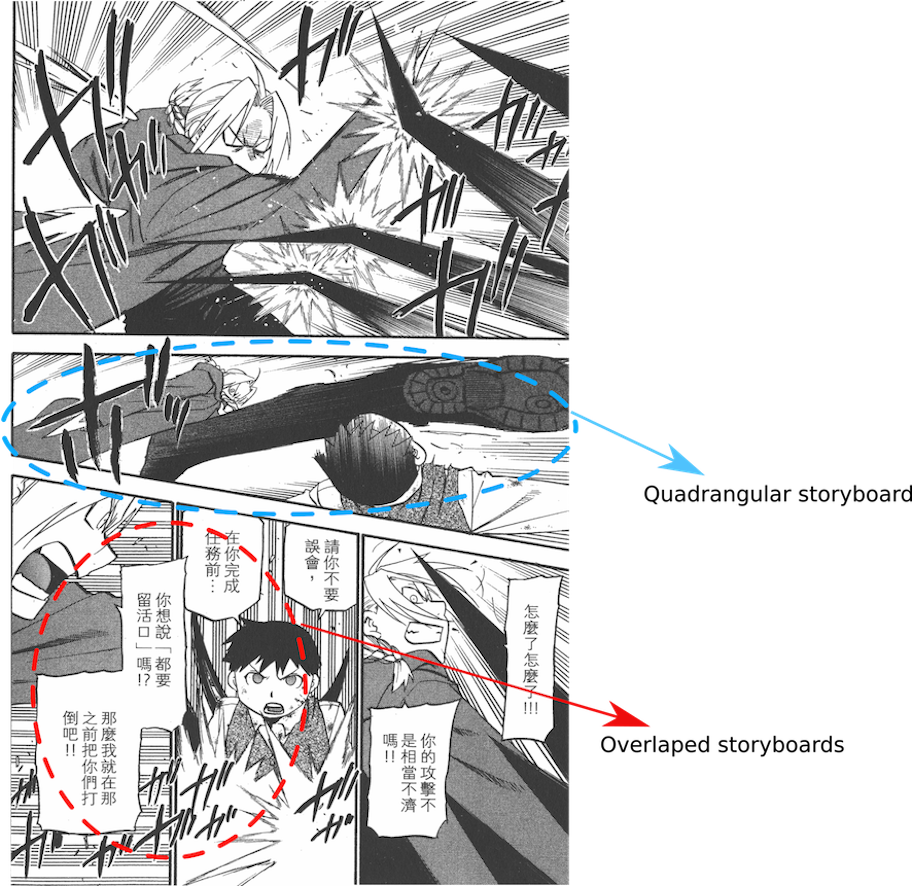 Quadrangular storyboard
怎麼了怎麼了!!!
你的攻擊不
是相當不濟
嗎!!
請你不要
誤會，
在你完成
任務前…
你想說「都要
留活口」嗎!?
那麼我就在那
之前把你們打
倒吧!!
Overlaped storyboards